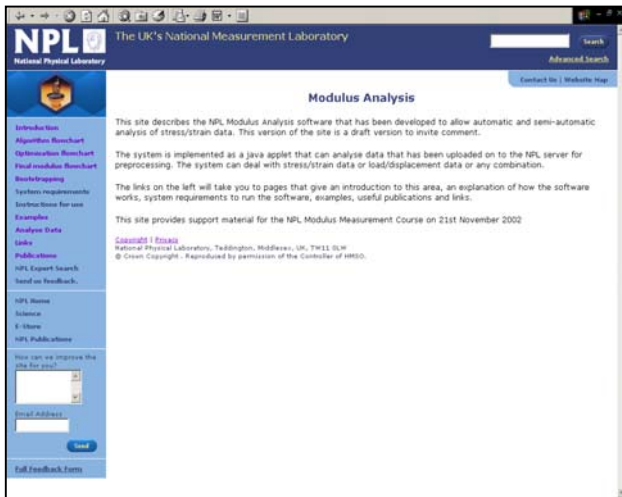 NPL
National Physical Laboratory
The UK's National Measurement Laboratory
Search
Advanced Search
Contact Us | Website Map
Introduction
Algorithm flowchart
Optimisation flowchart
Final modulus flowchart
Bootstrapping
System requirements
Instructions for use
Examples
Analyse Data
Links
Publications
NPL Expert Search
Send us feedback.
NPL Home
Science
E-Store
NPL Publications
How can we improve the
site for you?
Email Address
Send
Full Feedback Form
Modulus Analysis
This site describes the NPL Modulus Analysis software that has been developed to allow automatic and semi-automatic
analysis of stress/strain data. This version of the site is a draft version to invite comment.
The system is implemented as a java applet that can analyse data that has been uploaded on to the NPL server for
preprocessing. The system can deal with stress/strain data or load/displacement data or any combination.
The links on the left will take you to pages that give an introduction to this area, an explanation of how the software
works, system requirements to run the software, examples, useful publications and links.
This site provides support material for the NPL Modulus Measurement Course on 21st November 2002
Copyright | Privacy
National Physical Laboratory, Teddington, Middlesex, UK, TW11 0LW
© Crown Copyright . Reproduced by permission of the Controller of HMSO.